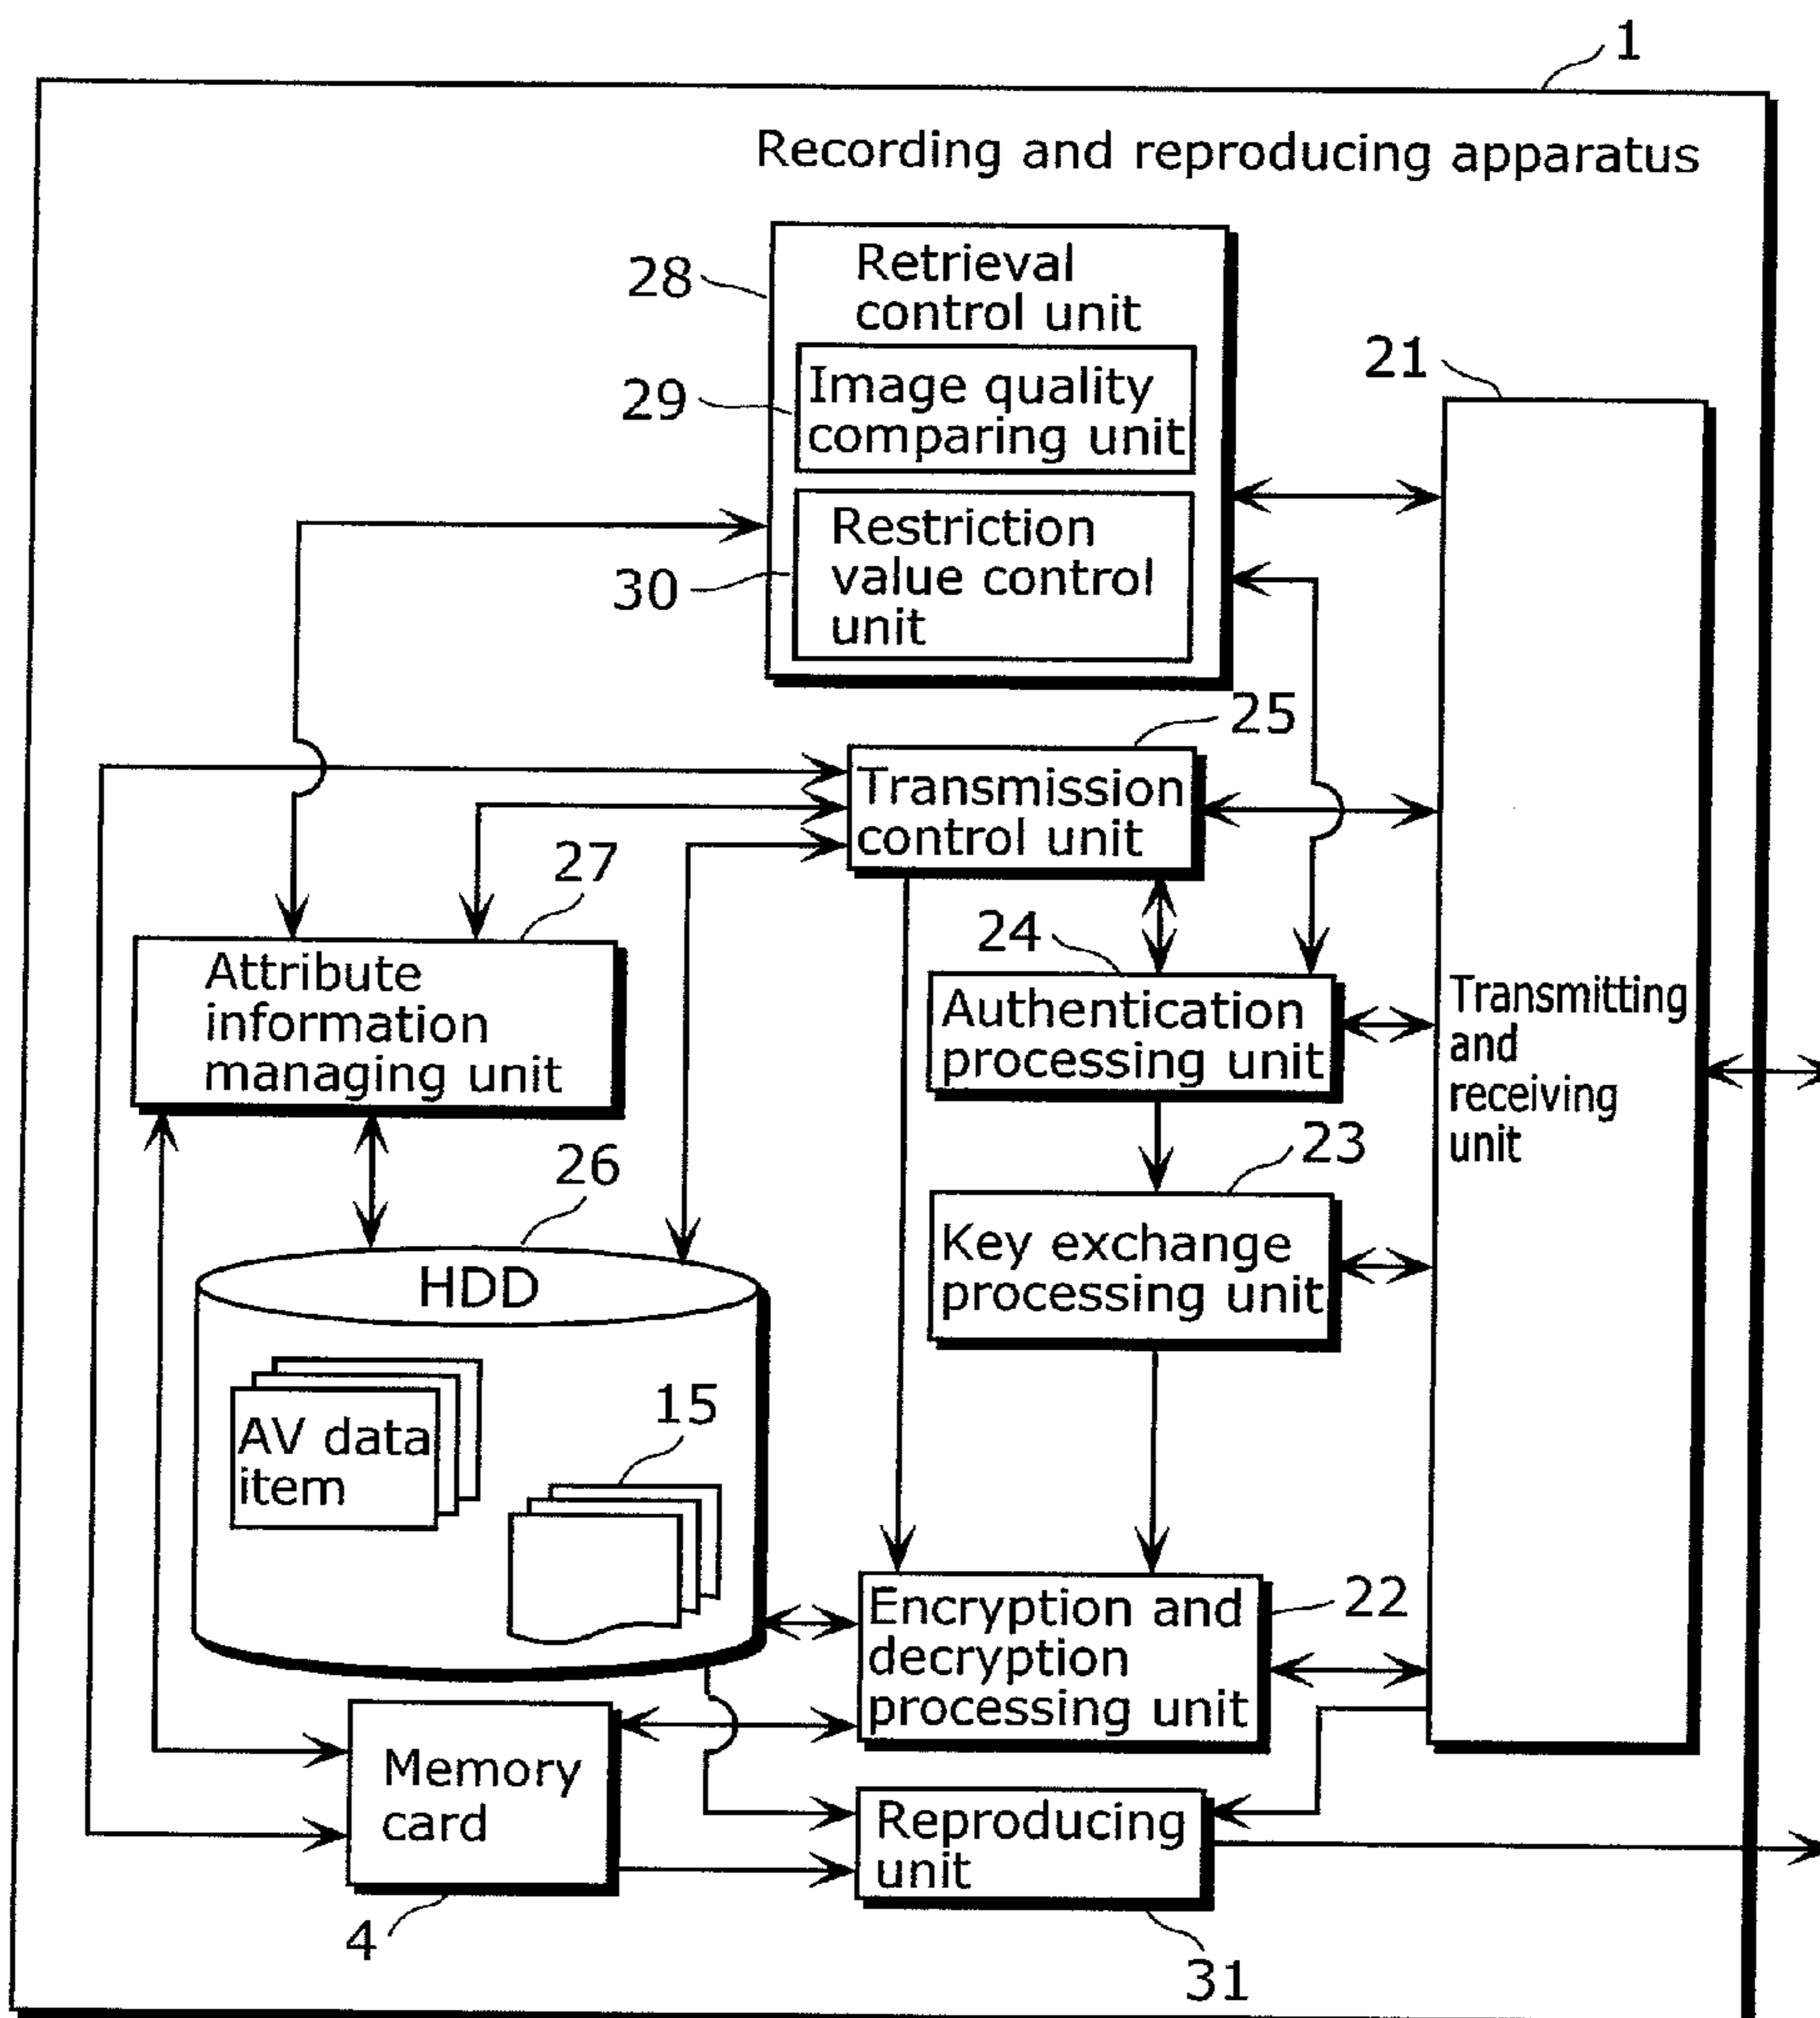 1
Recording and reproducing apparatus
28
Retrieval
control unit
29
Image quality
comparing unit
30
Restriction
value control
unit
21
25
Transmission
control unit
27
Attribute
information
managing unit
24
Authentication
processing unit
Transmitting
and
receiving
unit
23
Key exchange
processing unit
26
HDD
AV data
item
15
22
Encryption and
decryption
processing unit
Memory
card
4
Reproducing
unit
31